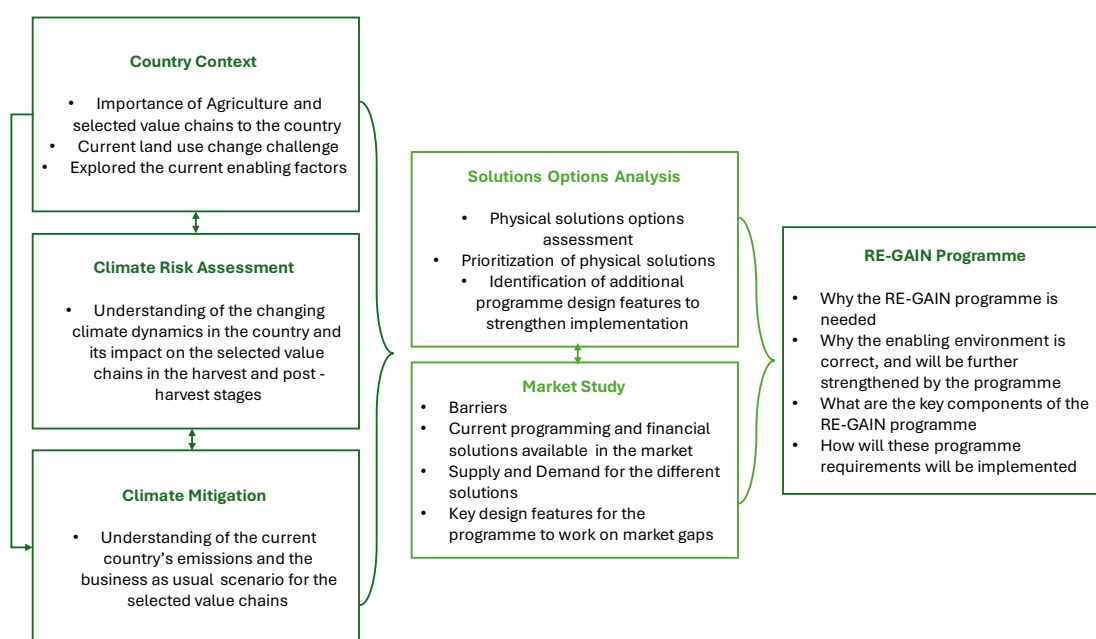 Country Context
• Importance of Agriculture and
selected value chains to the country
• Current land use change challenge
• Explored the current enabling factors
Climate Risk Assessment
• Understanding of the changing
climate dynamics in the country and
its impact on the selected value
chains in the harvest and post -
harvest stages
Climate Mitigation
• Understanding of the current
country's emissions and the
business as usual scenario for the
selected value chains
Solutions Options Analysis
• Physical solutions options
assessment
• Prioritization of physical solutions
• Identification of additional
programme design features to
strengthen implementation
Market Study
• Barriers
• Current programming and financial
solutions available in the market
• Supply and Demand for the different
solutions
• Key design features for the
programme to work on market gaps
RE-GAIN Programme
• Why the RE-GAIN programme is
needed
• Why the enabling environment is
correct, and will be further
strengthened by the programme
• What are the key components of the
RE-GAIN programme
• How will these programme
requirements will be implemented